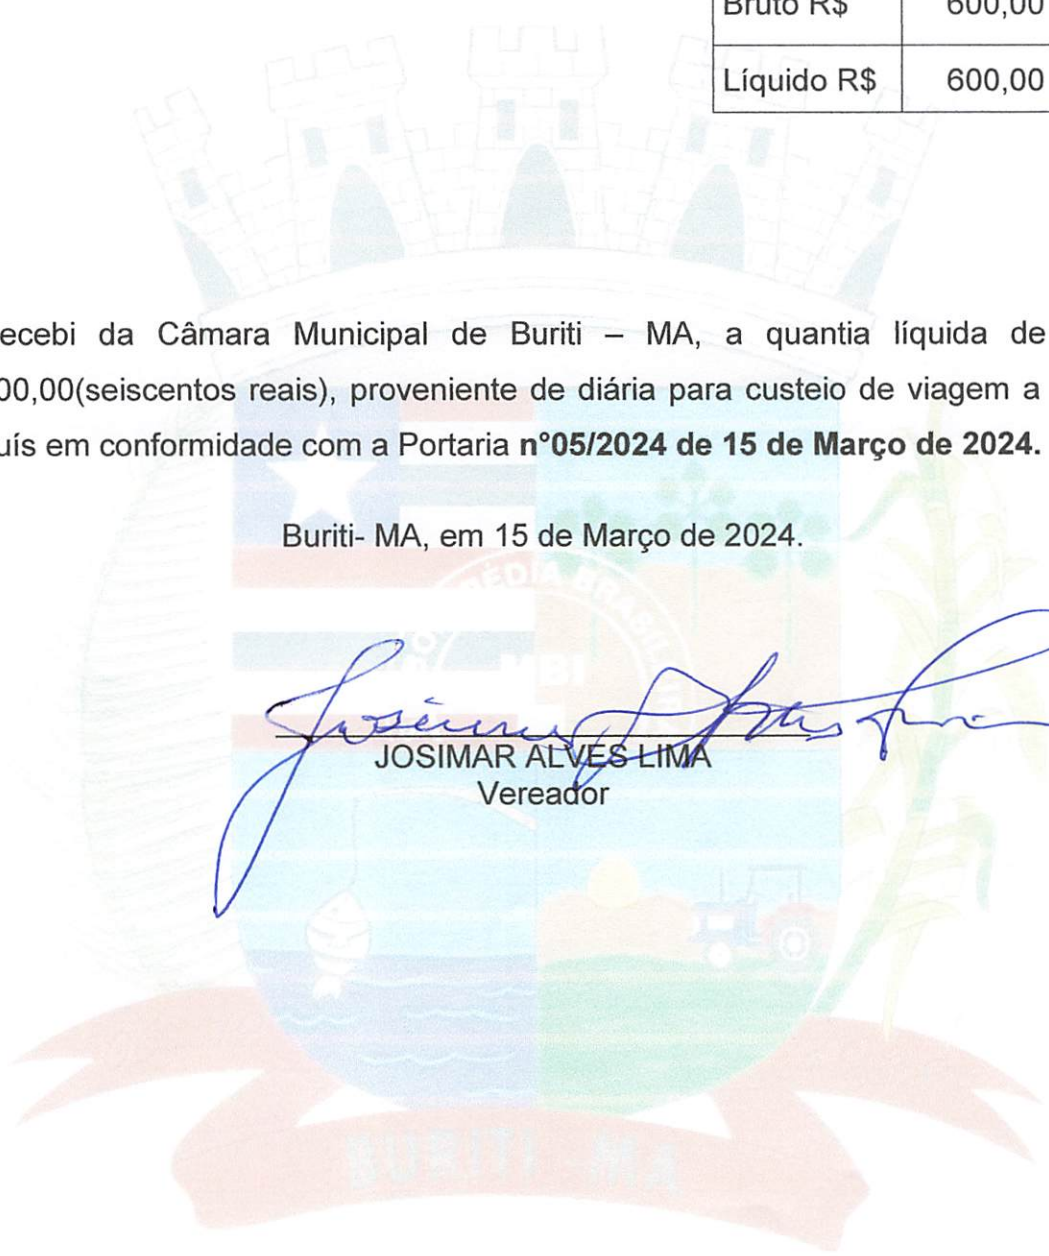 Bruto R$ 600,00
Líquido R$ 600,00
ecebi da Câmara Municipal de Buriti – MA, a quantia líquida de
00,00(seiscentos reais), proveniente de diária para custeio de viagem a
uís em conformidade com a Portaria n°05/2024 de 15 de Março de 2024.
Buriti- MA, em 15 de Março de 2024.
JOSIMAR ALVES LIMA
Vereador
BURITI - MA